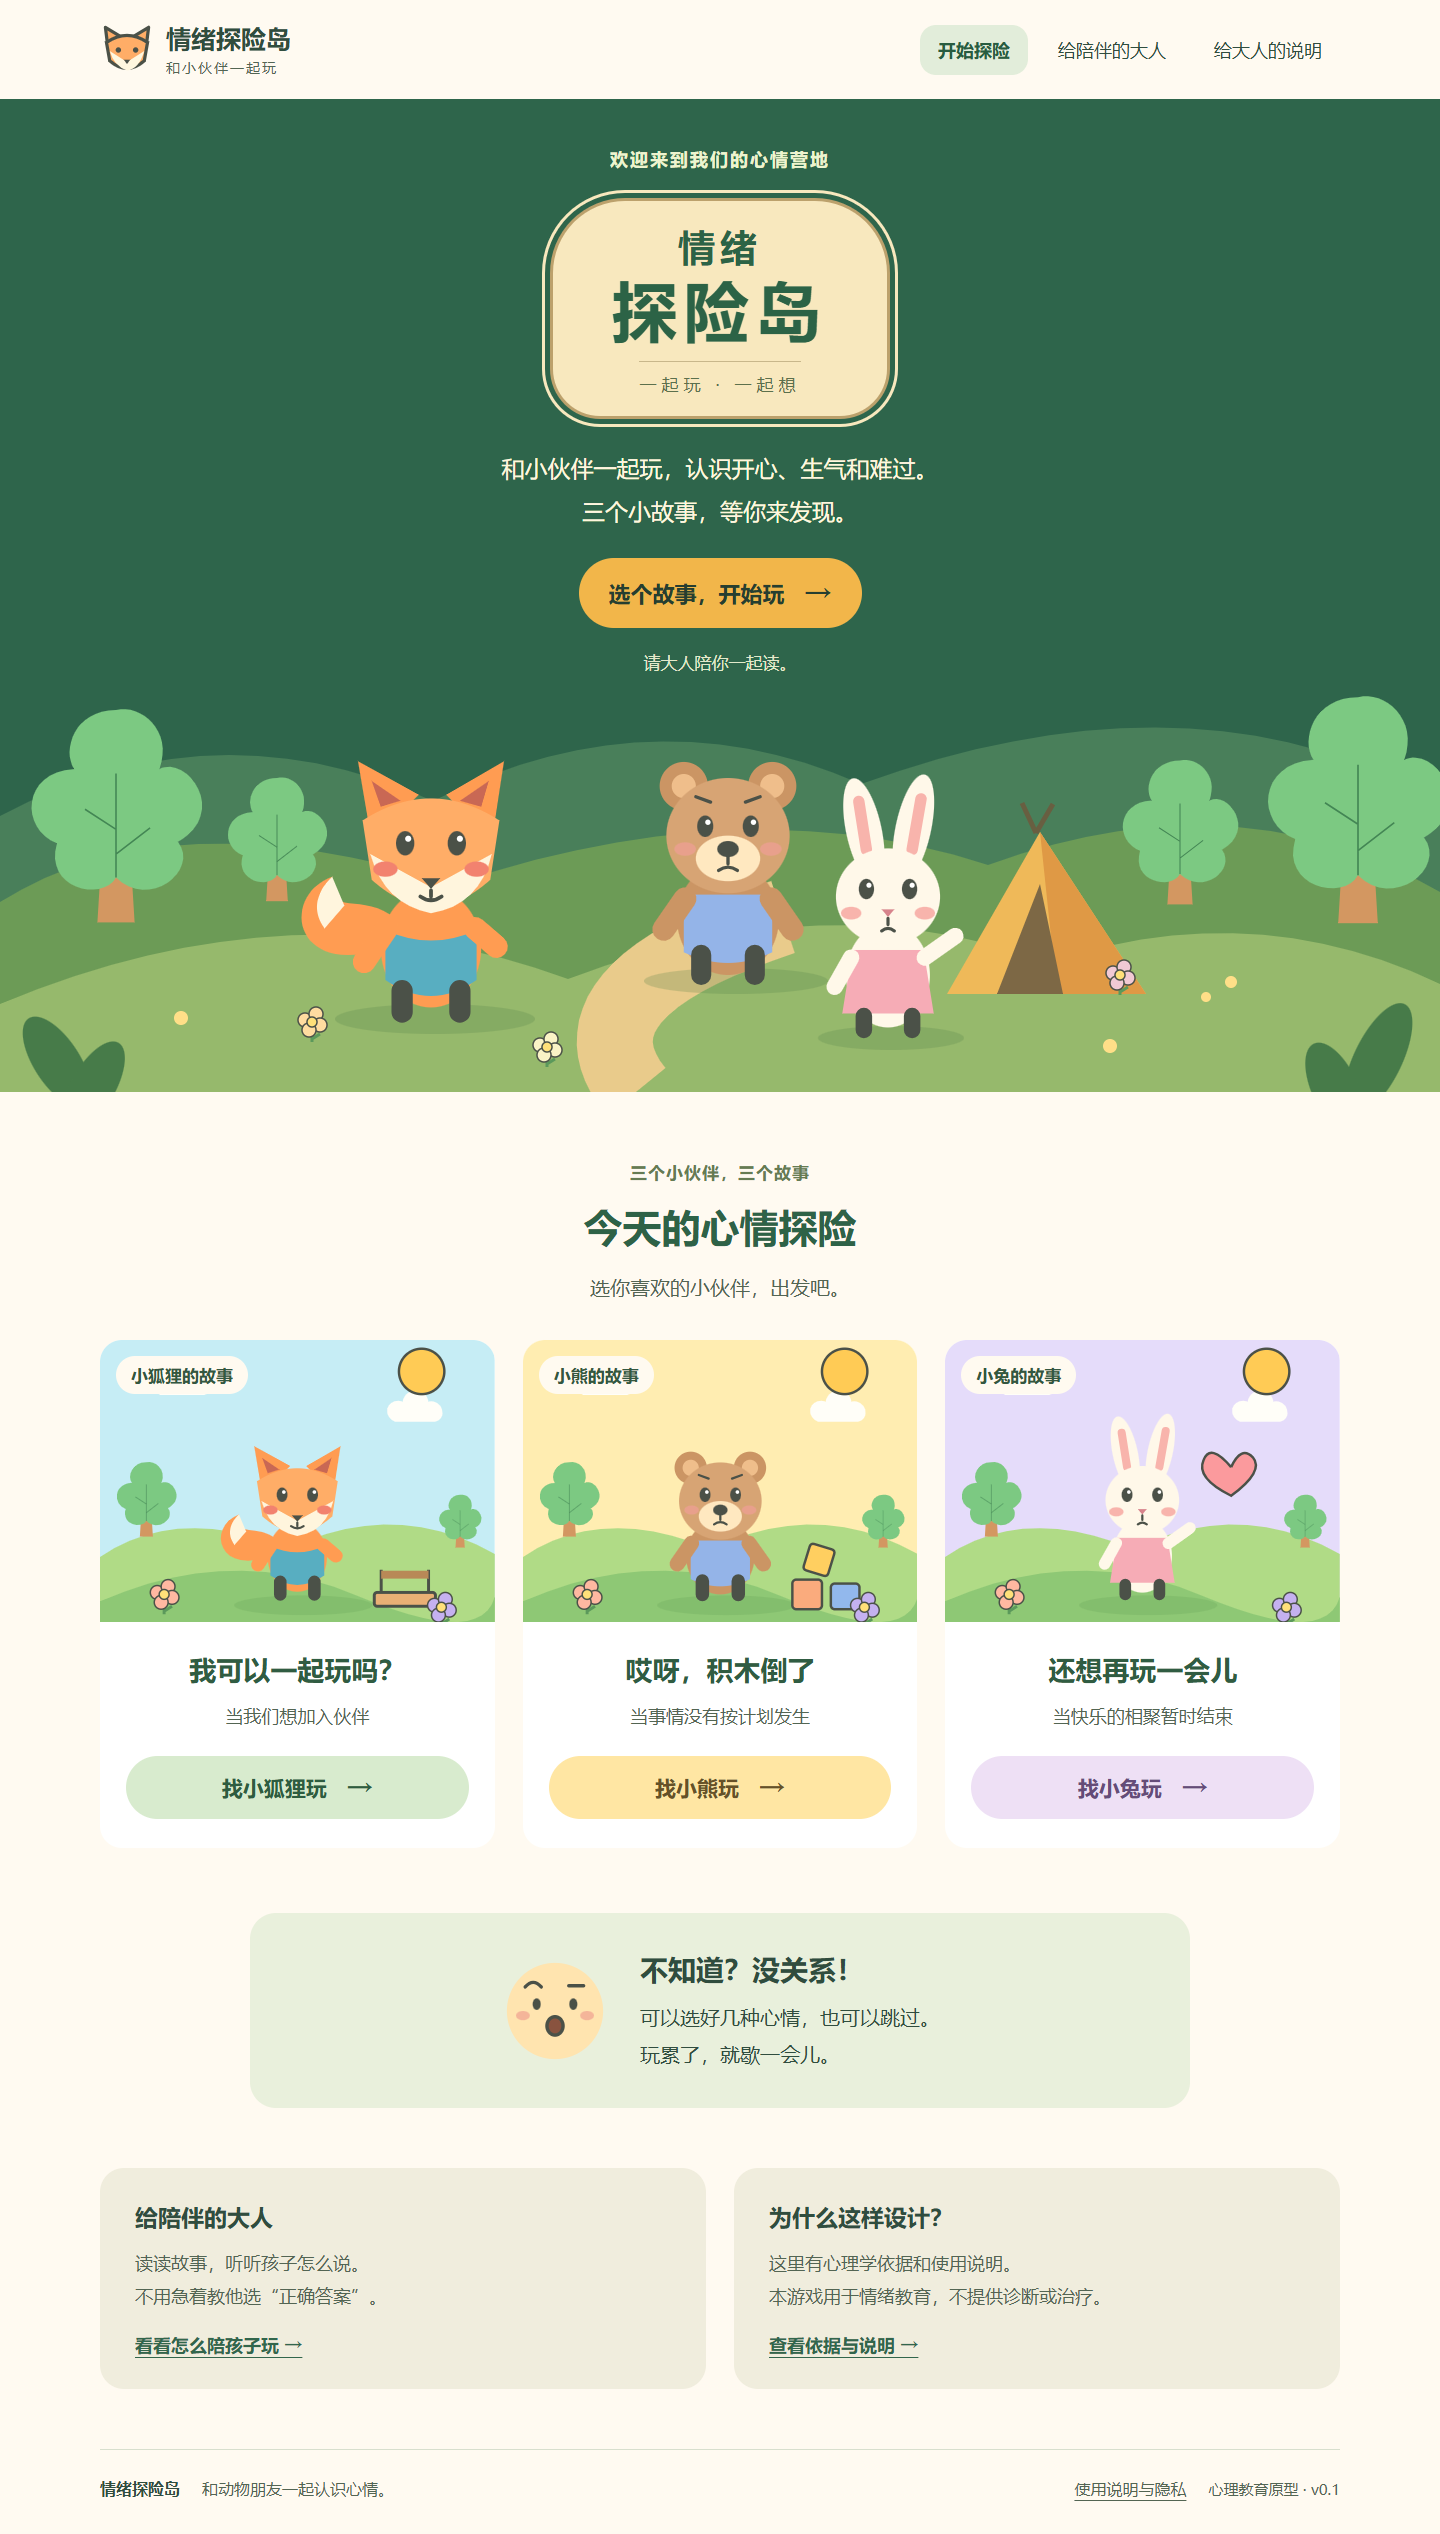 情绪探险岛
和小伙伴一起玩
开始探险
给陪伴的大人
给大人的说明
欢迎来到我们的心情营地
情绪
探险岛
一起玩 · 一起想
和小伙伴一起玩，认识开心、生气和难过。
三个小故事，等你来发现。
选个故事，开始玩 →
请大人陪你一起读。
三个小伙伴，三个故事
今天的心情探险
选你喜欢的小伙伴，出发吧。
小狐狸的故事
我可以一起玩吗？
当我们想加入伙伴
找小狐狸玩 →
小熊的故事
哎呀，积木倒了
当事情没有按计划发生
找小熊玩 →
小兔的故事
还想再玩一会儿
当快乐的相聚暂时结束
找小兔玩 →
不知道？没关系！
可以选好几种心情，也可以跳过。
玩累了，就歇一会儿。
给陪伴的大人
读读故事，听听孩子怎么说。
不用急着教他选“正确答案”。
看看怎么陪孩子玩 →
为什么这样设计？
这里有心理学依据和使用说明。
本游戏用于情绪教育，不提供诊断或治疗。
查看依据与说明 →
情绪探险岛
和动物朋友一起认识心情。
使用说明与隐私
心理教育原型 · v0.1